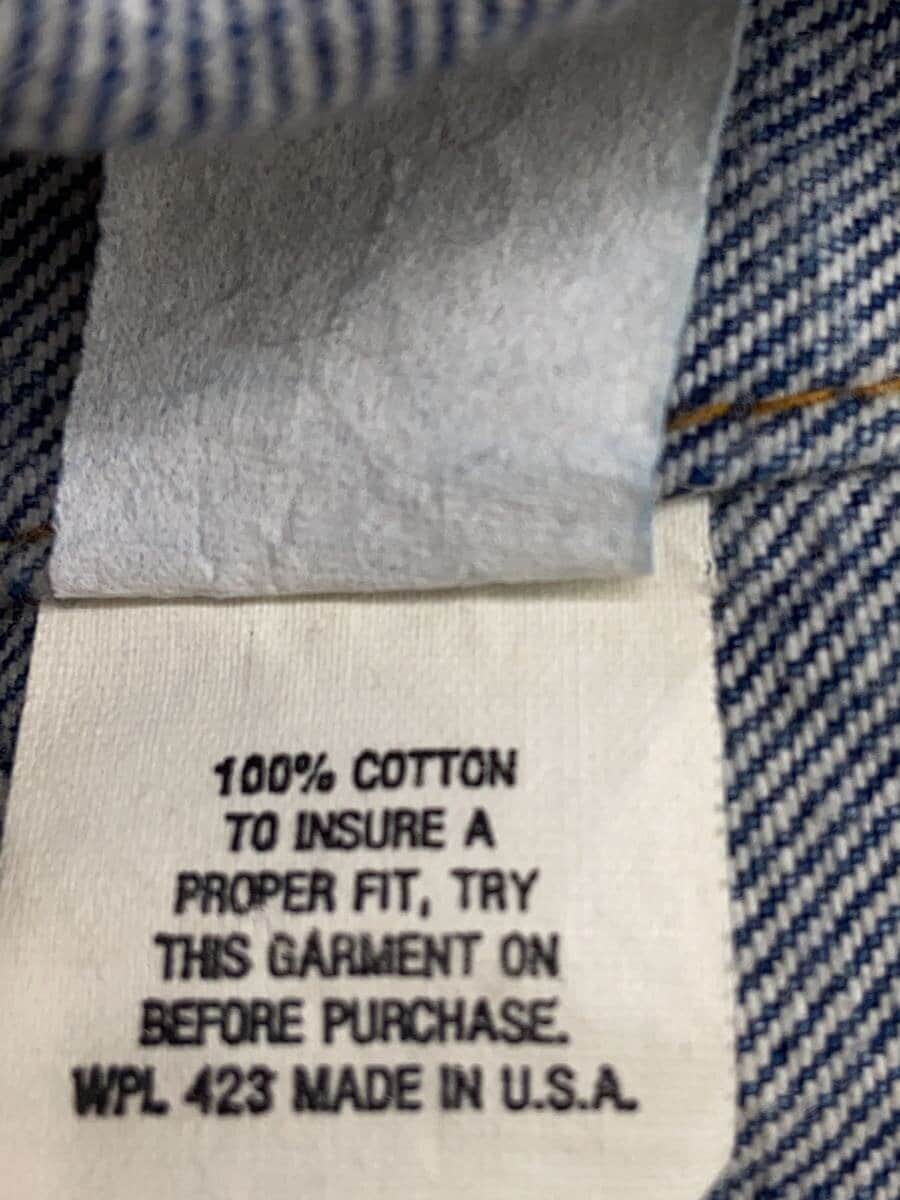 100% COTTON
TO INSURE A
PROPER FIT, TRY
THIS GARMENT ON
BEFORE PURCHASE.
WPL 423 MADE IN U.S.A.